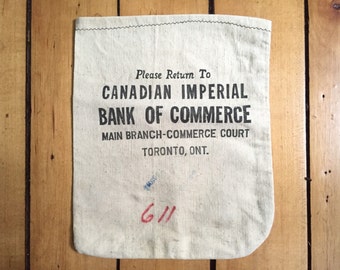 Please Return To
CANADIAN IMPERIAL
BANK OF COMMERCE
MAIN BRANCH-COMMERCE COURT
TORONTO, ONT.
611